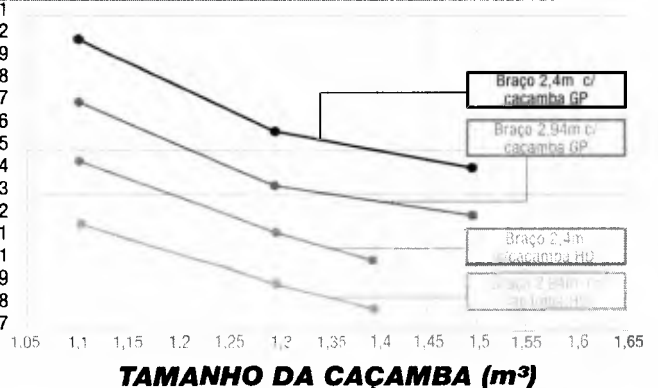 1
2
9
8
7
6
5
4
3
2
1
1
9
8
7
Braço 2,4m c/
caçamba GP
Braço 2,94m c/
caçamba GP
Braço 2,4m
c/caçamba HD
1,05 1,1 1,15 1,2 1,25 1,3 1,35 1,4 1,45 1,5 1,55 1,6 1,65
TAMANHO DA CAÇAMBA (m³)